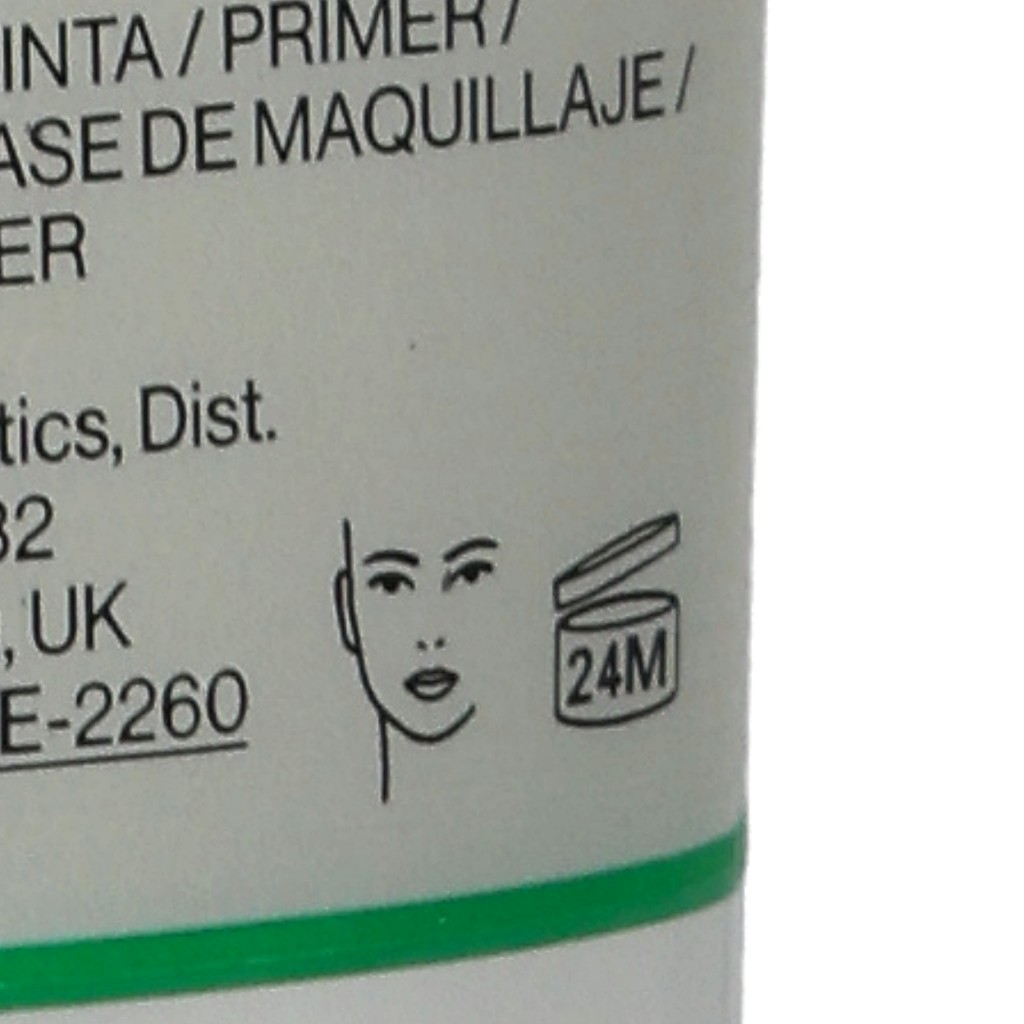 INTA / PRIMER /
ASE DE MAQUILLAJE /
ER
tics, Dist.
32
, UK
E-2260
24M